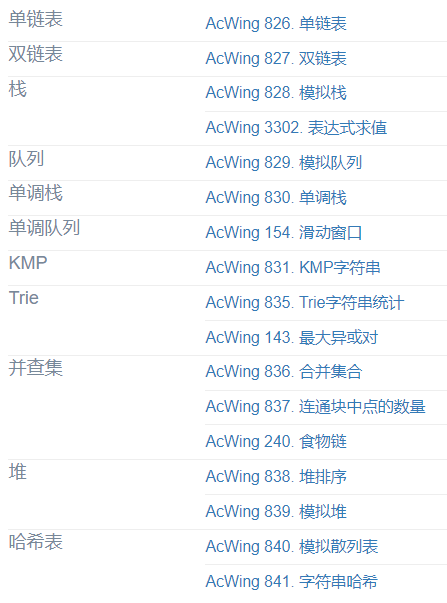 单链表 AcWing 826. 单链表
双链表 AcWing 827. 双链表
栈 AcWing 828. 模拟栈
AcWing 3302. 表达式求值
队列 AcWing 829. 模拟队列
单调栈 AcWing 830. 单调栈
单调队列 AcWing 154. 滑动窗口
KMP AcWing 831. KMP字符串
Trie AcWing 835. Trie字符串统计
AcWing 143. 最大异或对
并查集 AcWing 836. 合并集合
AcWing 837. 连通块中点的数量
AcWing 240. 食物链
堆 AcWing 838. 堆排序
AcWing 839. 模拟堆
哈希表 AcWing 840. 模拟散列表
AcWing 841. 字符串哈希